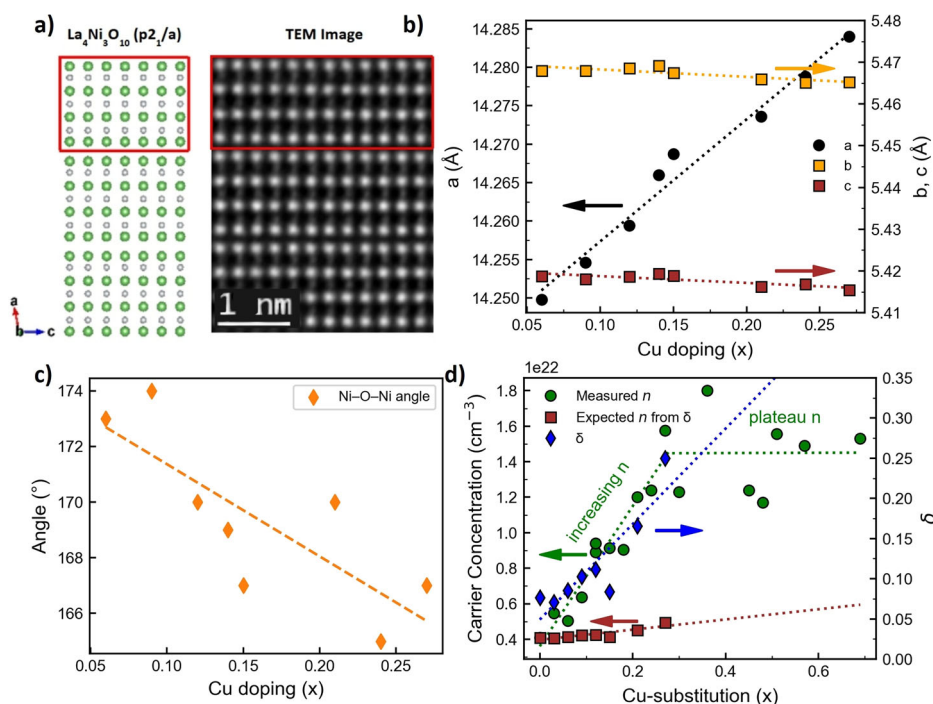 a)
La4Ni3O10 (p21/a)
TEM Image
a
b
c
1 nm
b)
14.285
14.280
14.275
14.270
14.265
14.260
14.255
14.250
a (Å)
5.48
5.47
5.46
5.45
5.44
5.43
5.42
5.41
b, c (Å)
a
b
c
0.05 0.10 0.15 0.20 0.25
Cu doping (x)
c)
174
172
170
168
166
Angle (°)
Ni–O–Ni angle
0.05 0.10 0.15 0.20 0.25
Cu doping (x)
d)
1e22
1.8
1.6
1.4
1.2
1.0
0.8
0.6
0.4
Carrier Concentration (cm−3)
Measured n
Expected n from δ
δ
plateau n
increasing n
0.35
0.30
0.25
0.20
0.15
0.10
0.05
0.00
δ
0.0 0.2 0.4 0.6
Cu-substitution (x)